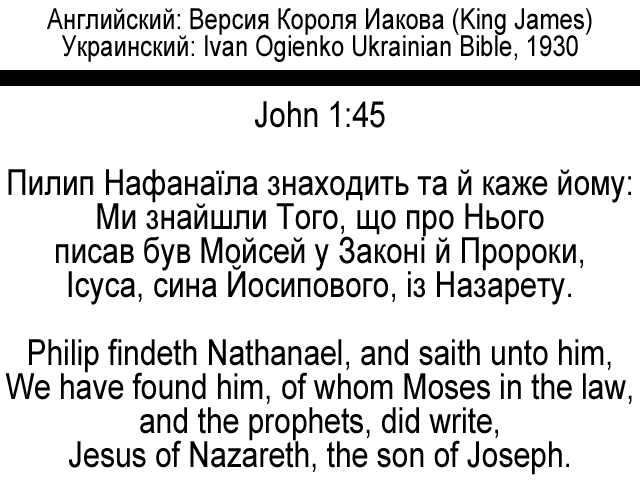 Английский: Версия Короля Иакова (King James)
Украинский: Ivan Ogienko Ukrainian Bible, 1930
John 1:45
Пилип Нафанаїла знаходить та й каже йому:
Ми знайшли Того, що про Нього
писав був Мойсей у Законі й Пророки,
Ісуса, сина Йосипового, із Назарету.
Philip findeth Nathanael, and saith unto him,
We have found him, of whom Moses in the law,
and the prophets, did write,
Jesus of Nazareth, the son of Joseph.